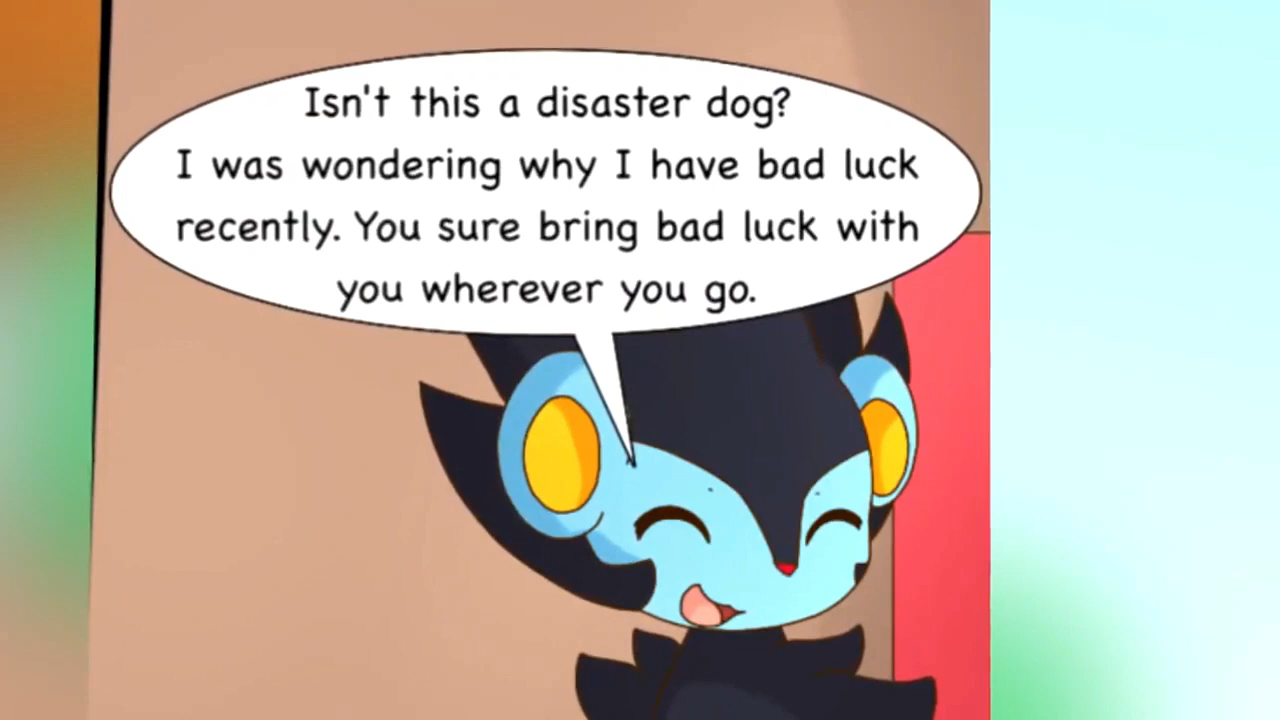 Isn't this a disaster dog?
I was wondering why I have bad luck
recently. You sure bring bad luck with
you wherever you go.